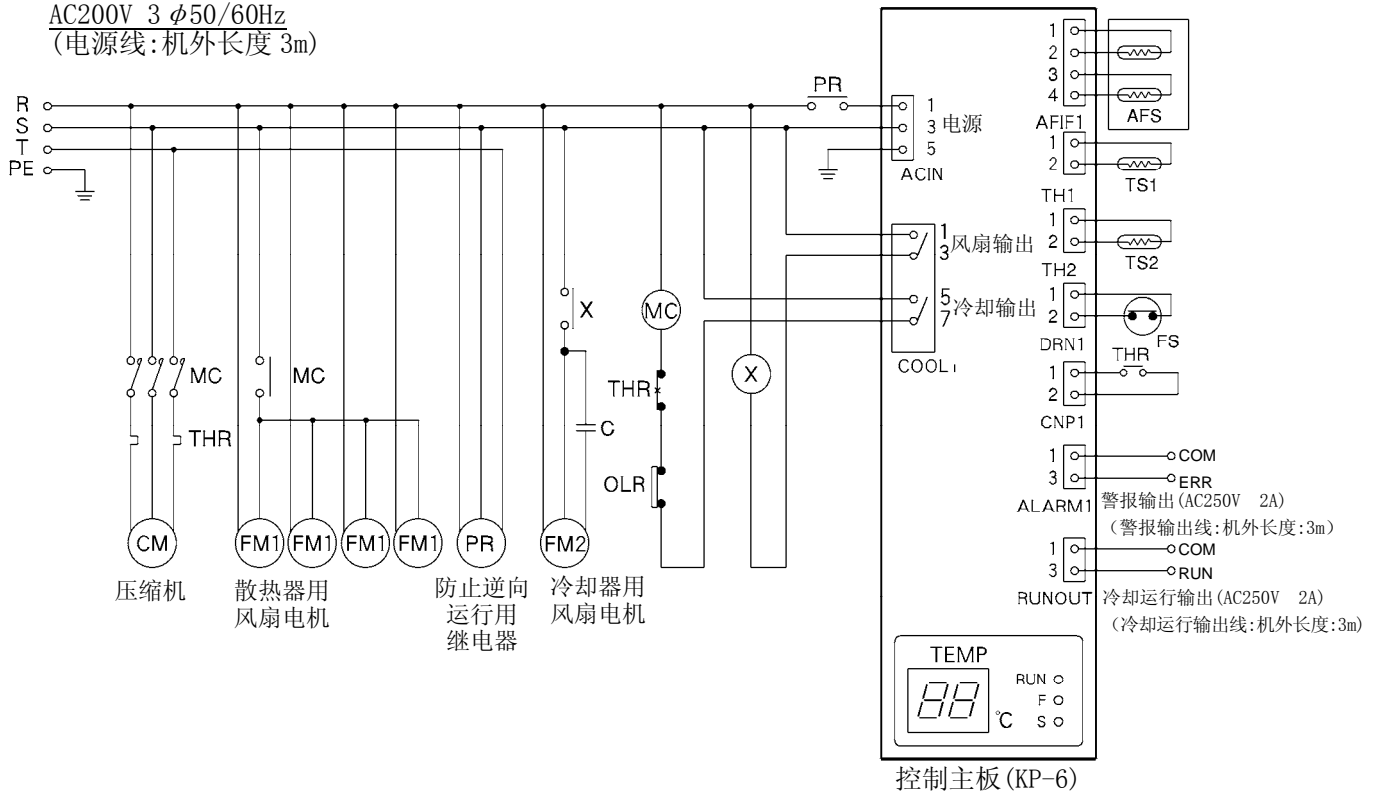 AC200V 3φ50/60Hz
(电源线:机外长度 3m)
R
S
T
PE
PR
1
3 电源
5
ACIN
1
风扇输出
3
5
冷却输出
7
COOL1
1
2
3
4
AFIF1
AFS
1
2
TH1
TS1
1
2
TH2
TS2
1
2
DRN1
FS
THR
1
2
CNP1
1
3
ALARM1
COM
ERR
警报输出(AC250V 2A)
(警报输出线:机外长度:3m)
1
3
RUNOUT
COM
RUN
冷却运行输出(AC250V 2A)
(冷却运行输出线:机外长度:3m)
MC
THR
MC
X
C
MC
THR
OLR
X
CM
FM1
FM1
FM1
FM1
PR
FM2
压缩机
散热器用
风扇电机
防止逆向
运行用
继电器
冷却器用
风扇电机
TEMP
88
℃
RUN
F
S
控制主板(KP-6)